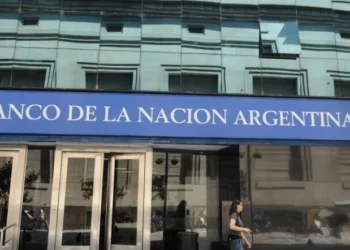 ANCO DE LA NACION ARGENTINA